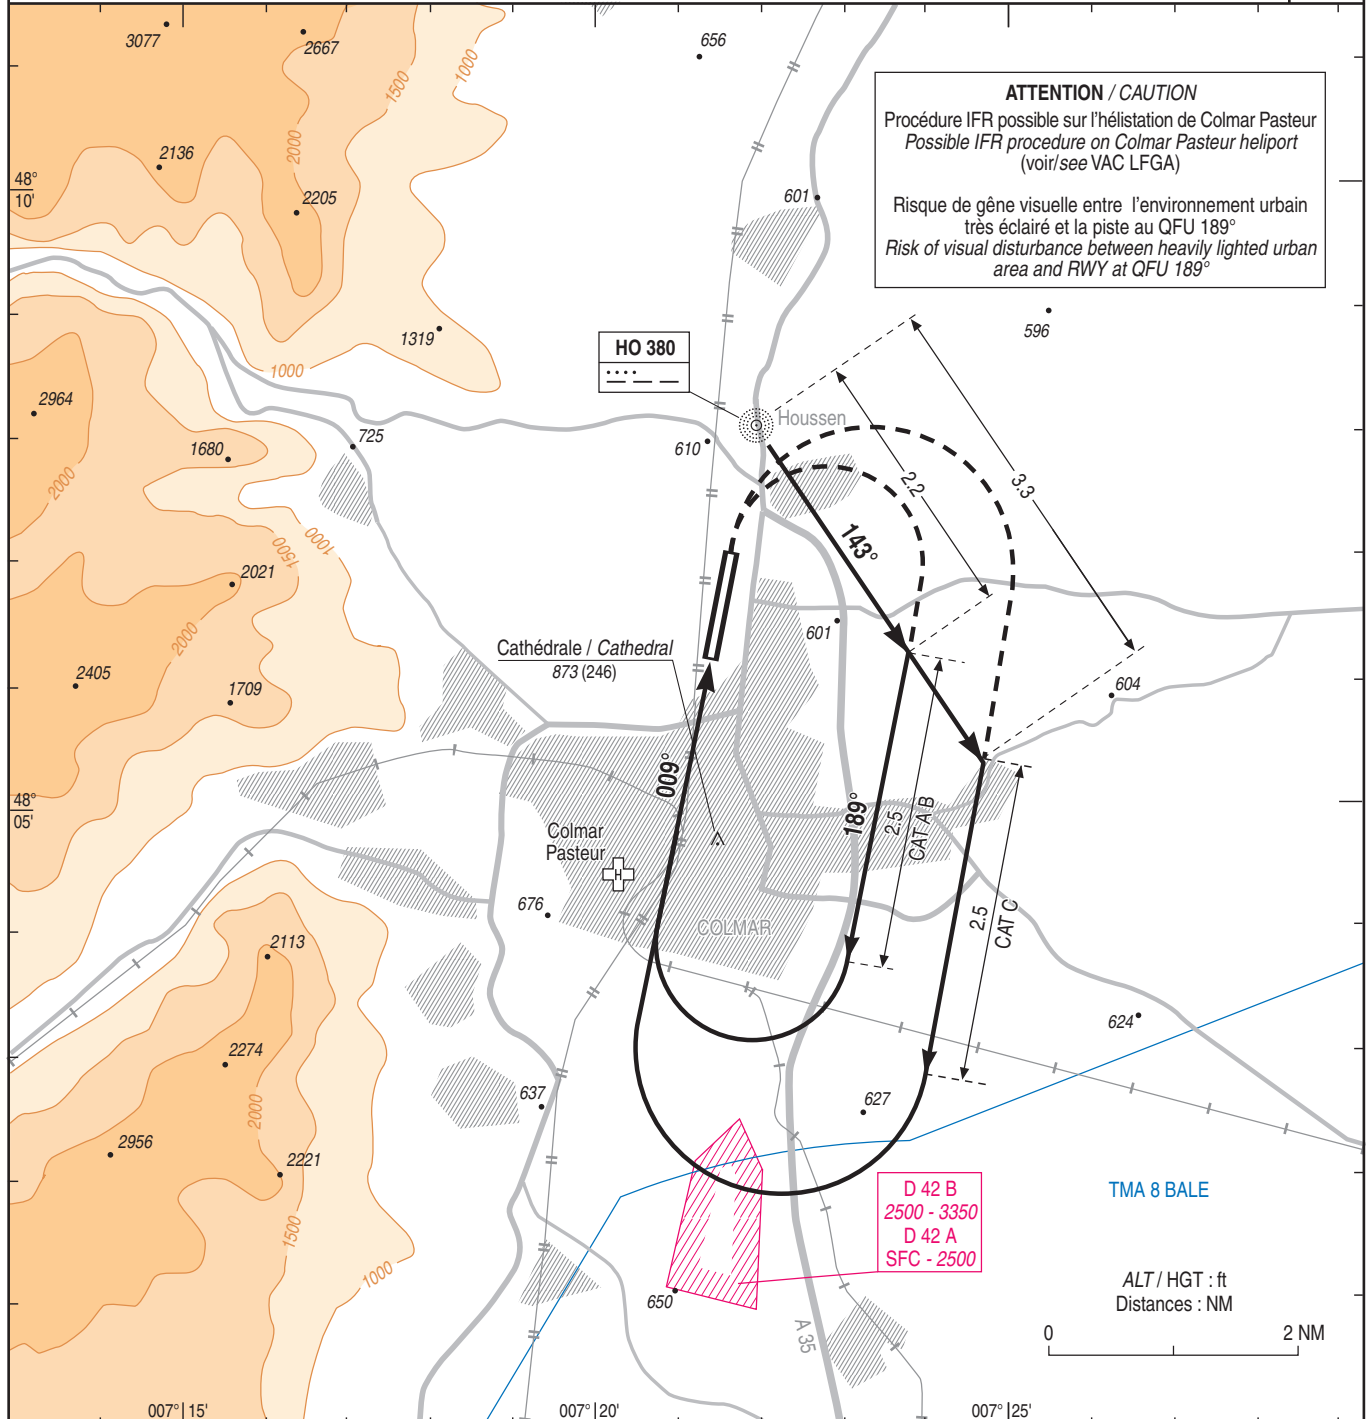 3077
2667
1500
1000
656
ATTENTION / CAUTION
Procédure IFR possible sur l'hélistation de Colmar Pasteur
Possible IFR procedure on Colmar Pasteur heliport
(voir/see VAC LFGA)
Risque de gêne visuelle entre l'environnement urbain
très éclairé et la piste au QFU 189°
Risk of visual disturbance between heavily lighted urban
area and RWY at QFU 189°
2136
2000
48°
10'
2205
601
596
1319
HO 380
1000
2964
Houssen
725
610
1680
2000
2.2
3.3
1000
1500
143°
2021
2000
601
Cathédrale / Cathedral
873 (246)
2405
1709
604
009°
48°
05'
189°
2.5
CAT A B
Colmar
Pasteur
H
676
COLMAR
2.5
CAT C
2113
624
2274
2000
637
627
2956
2221
D 42 B
2500 - 3350
D 42 A
SFC - 2500
TMA 8 BALE
1500
1000
650
A 35
ALT / HGT : ft
Distances : NM
0
2 NM
007° 15'
007° 20'
007° 25'